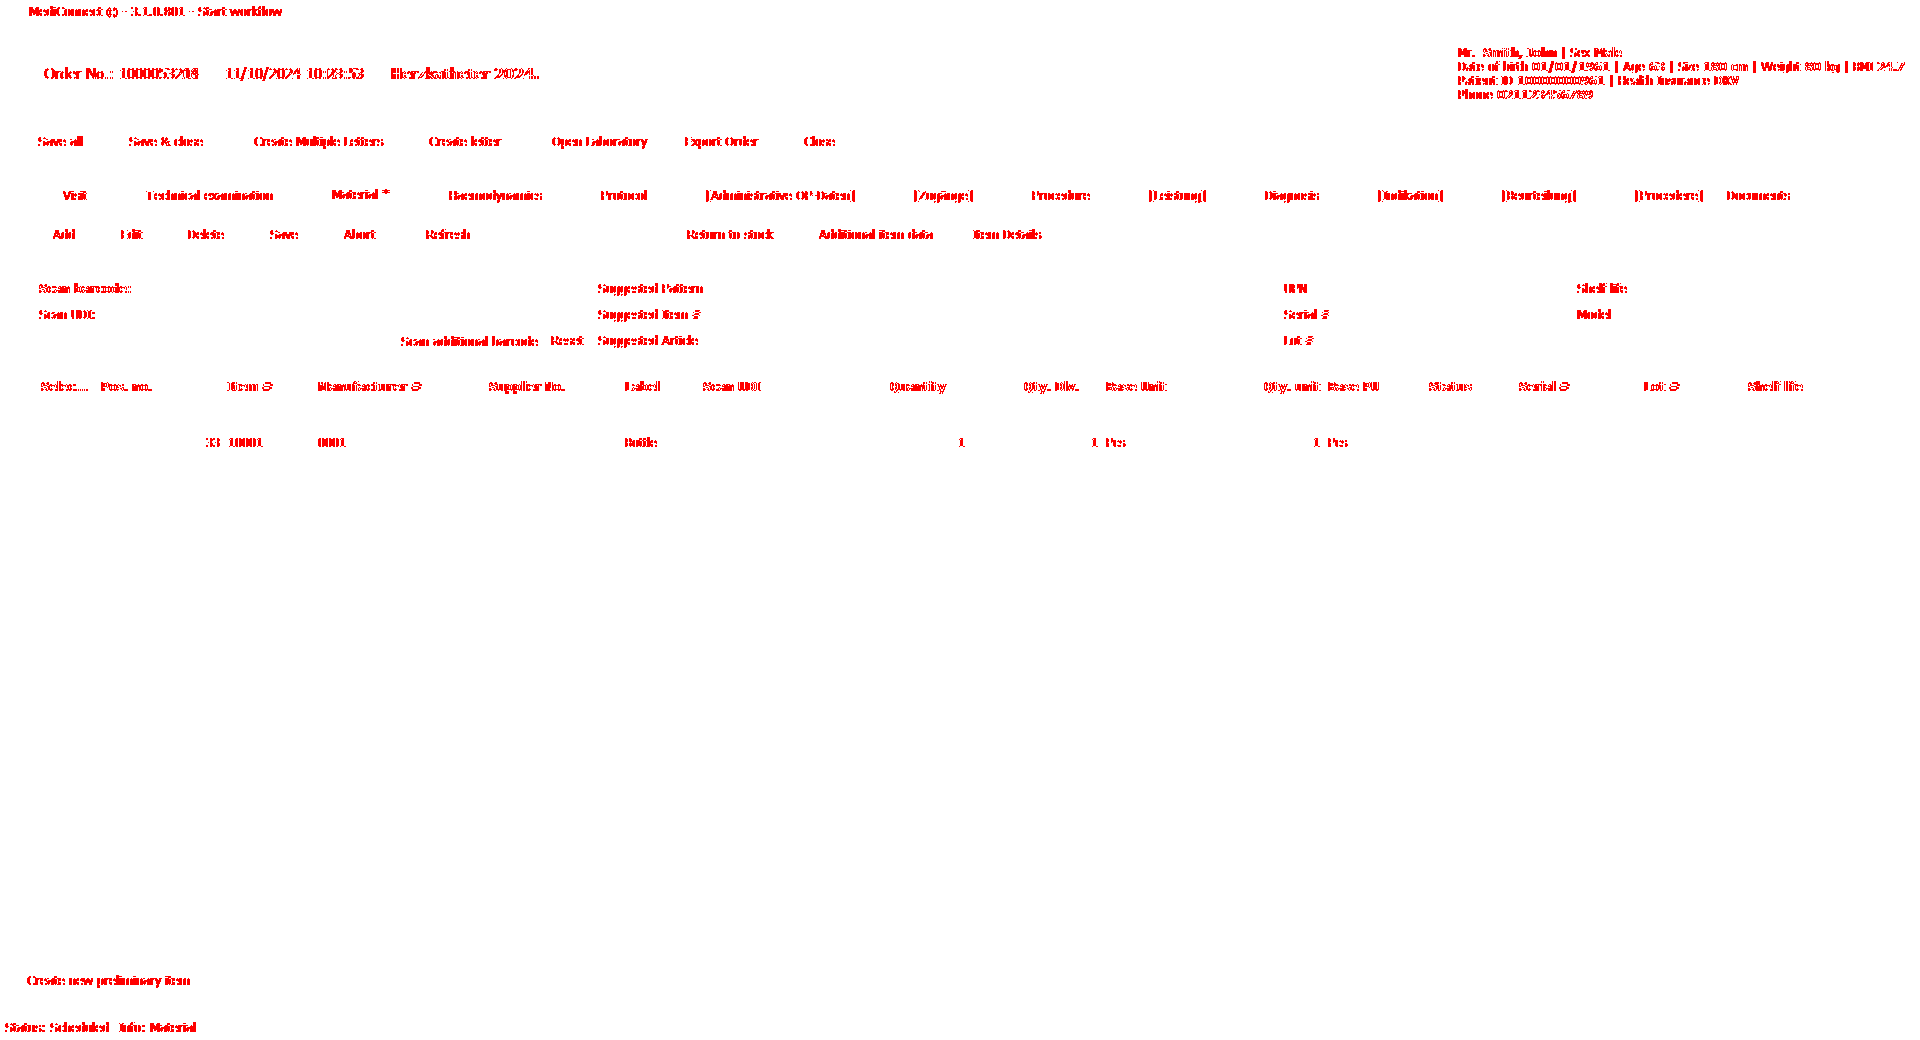 MediConnect @ - 3.1.0.801 - Start workflow
Mr. Smith, John | Sex Male
Order No.: 1000053214 11/10/2024 10:23:53 Herzkatheter 2024..
Date of birth 01/01/1961 | Age 63 | Size 180 cm | Weight 80 kg | BMI 24.7
Patient ID | Health Insurance DKV
Phone
Save all Save & close Create Multiple Letters Create letter Open Laboratory Export Order Close
Visit Technical examination Material * Haemodynamics Protocol [Administrative OP-Daten] [Zugänge] Procedure [Leistung] Diagnosis [Indikation] [Beurteilung] [Procedere] Documents
Add Edit Delete Save Abort Refresh Return to stock Additional item data Item Details
Scan barcode: Suggested Pattern UPN Shelf life
Scan UDI: Suggested Item # Serial # Model
Scan additional barcode Reset Suggested Article Lot #
Selec... Pos. no. Item # Manufacturer # Supplier No. Label Scan UDI Quantity Qty. Div. Base Unit Qty. unit Base PU Status Serial # Lot # Shelf life
33 10001 0001 Bottle 1 1 Pcs 1 Pcs
Create new preliminary item
Status: Scheduled Info: Material